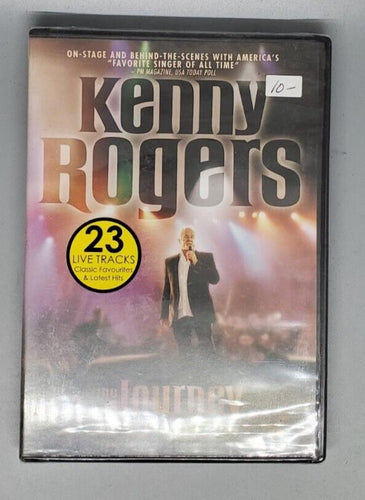 ON-STAGE AND BEHIND-THE-SCENES WITH AMERICA'S
"FAVORITE SINGER OF ALL TIME"
– PM MAGAZINE, USA TODAY POLL
10–
Kenny
Rogers
23
LIVE TRACKS
Classic Favourites
& Latest Hits
the Journey